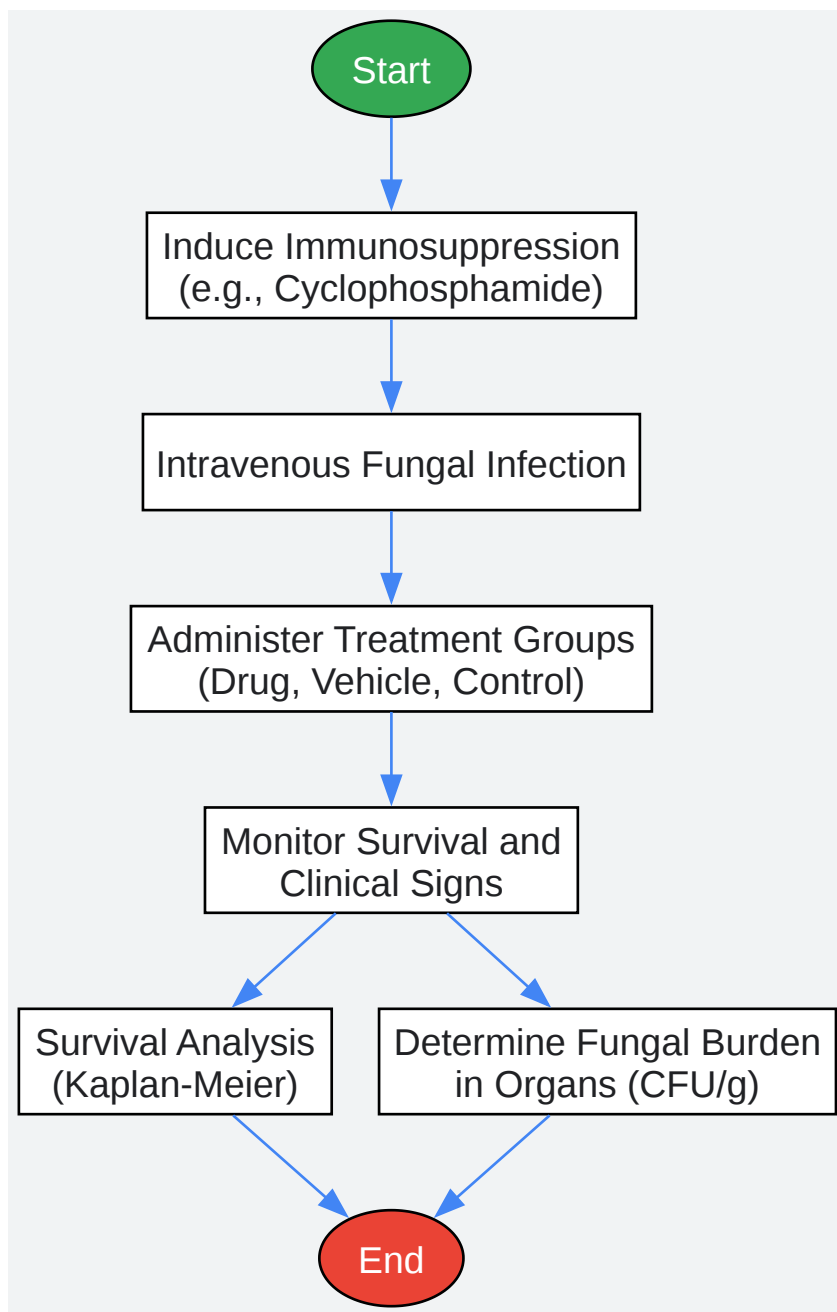 Start
Induce Immunosuppression
(e.g., Cyclophosphamide)
Intravenous Fungal Infection
Administer Treatment Groups
(Drug, Vehicle, Control)
Monitor Survival and
Clinical Signs
Survival Analysis
(Kaplan-Meier)
Determine Fungal Burden
in Organs (CFU/g)
End